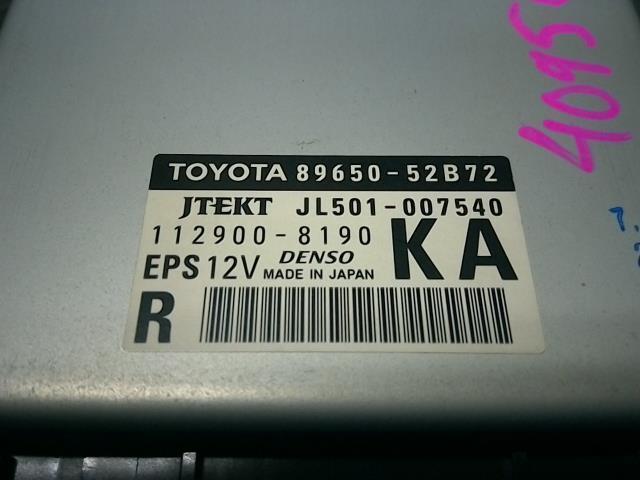 TOYOTA 89650-52B72
JTEKT JL501-007540
112900-8190 DENSO KA
EPS 12V MADE IN JAPAN
R